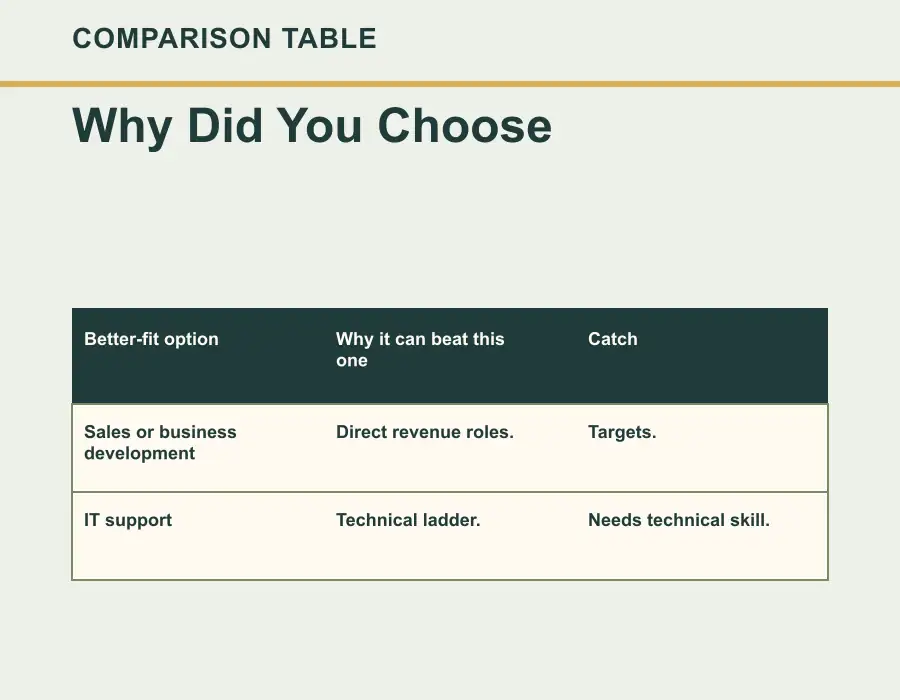 COMPARISON TABLE
Why Did You Choose
Better-fit option
Why it can beat this
one
Catch
Sales or business
development
Direct revenue roles.
Targets.
IT support
Technical ladder.
Needs technical skill.